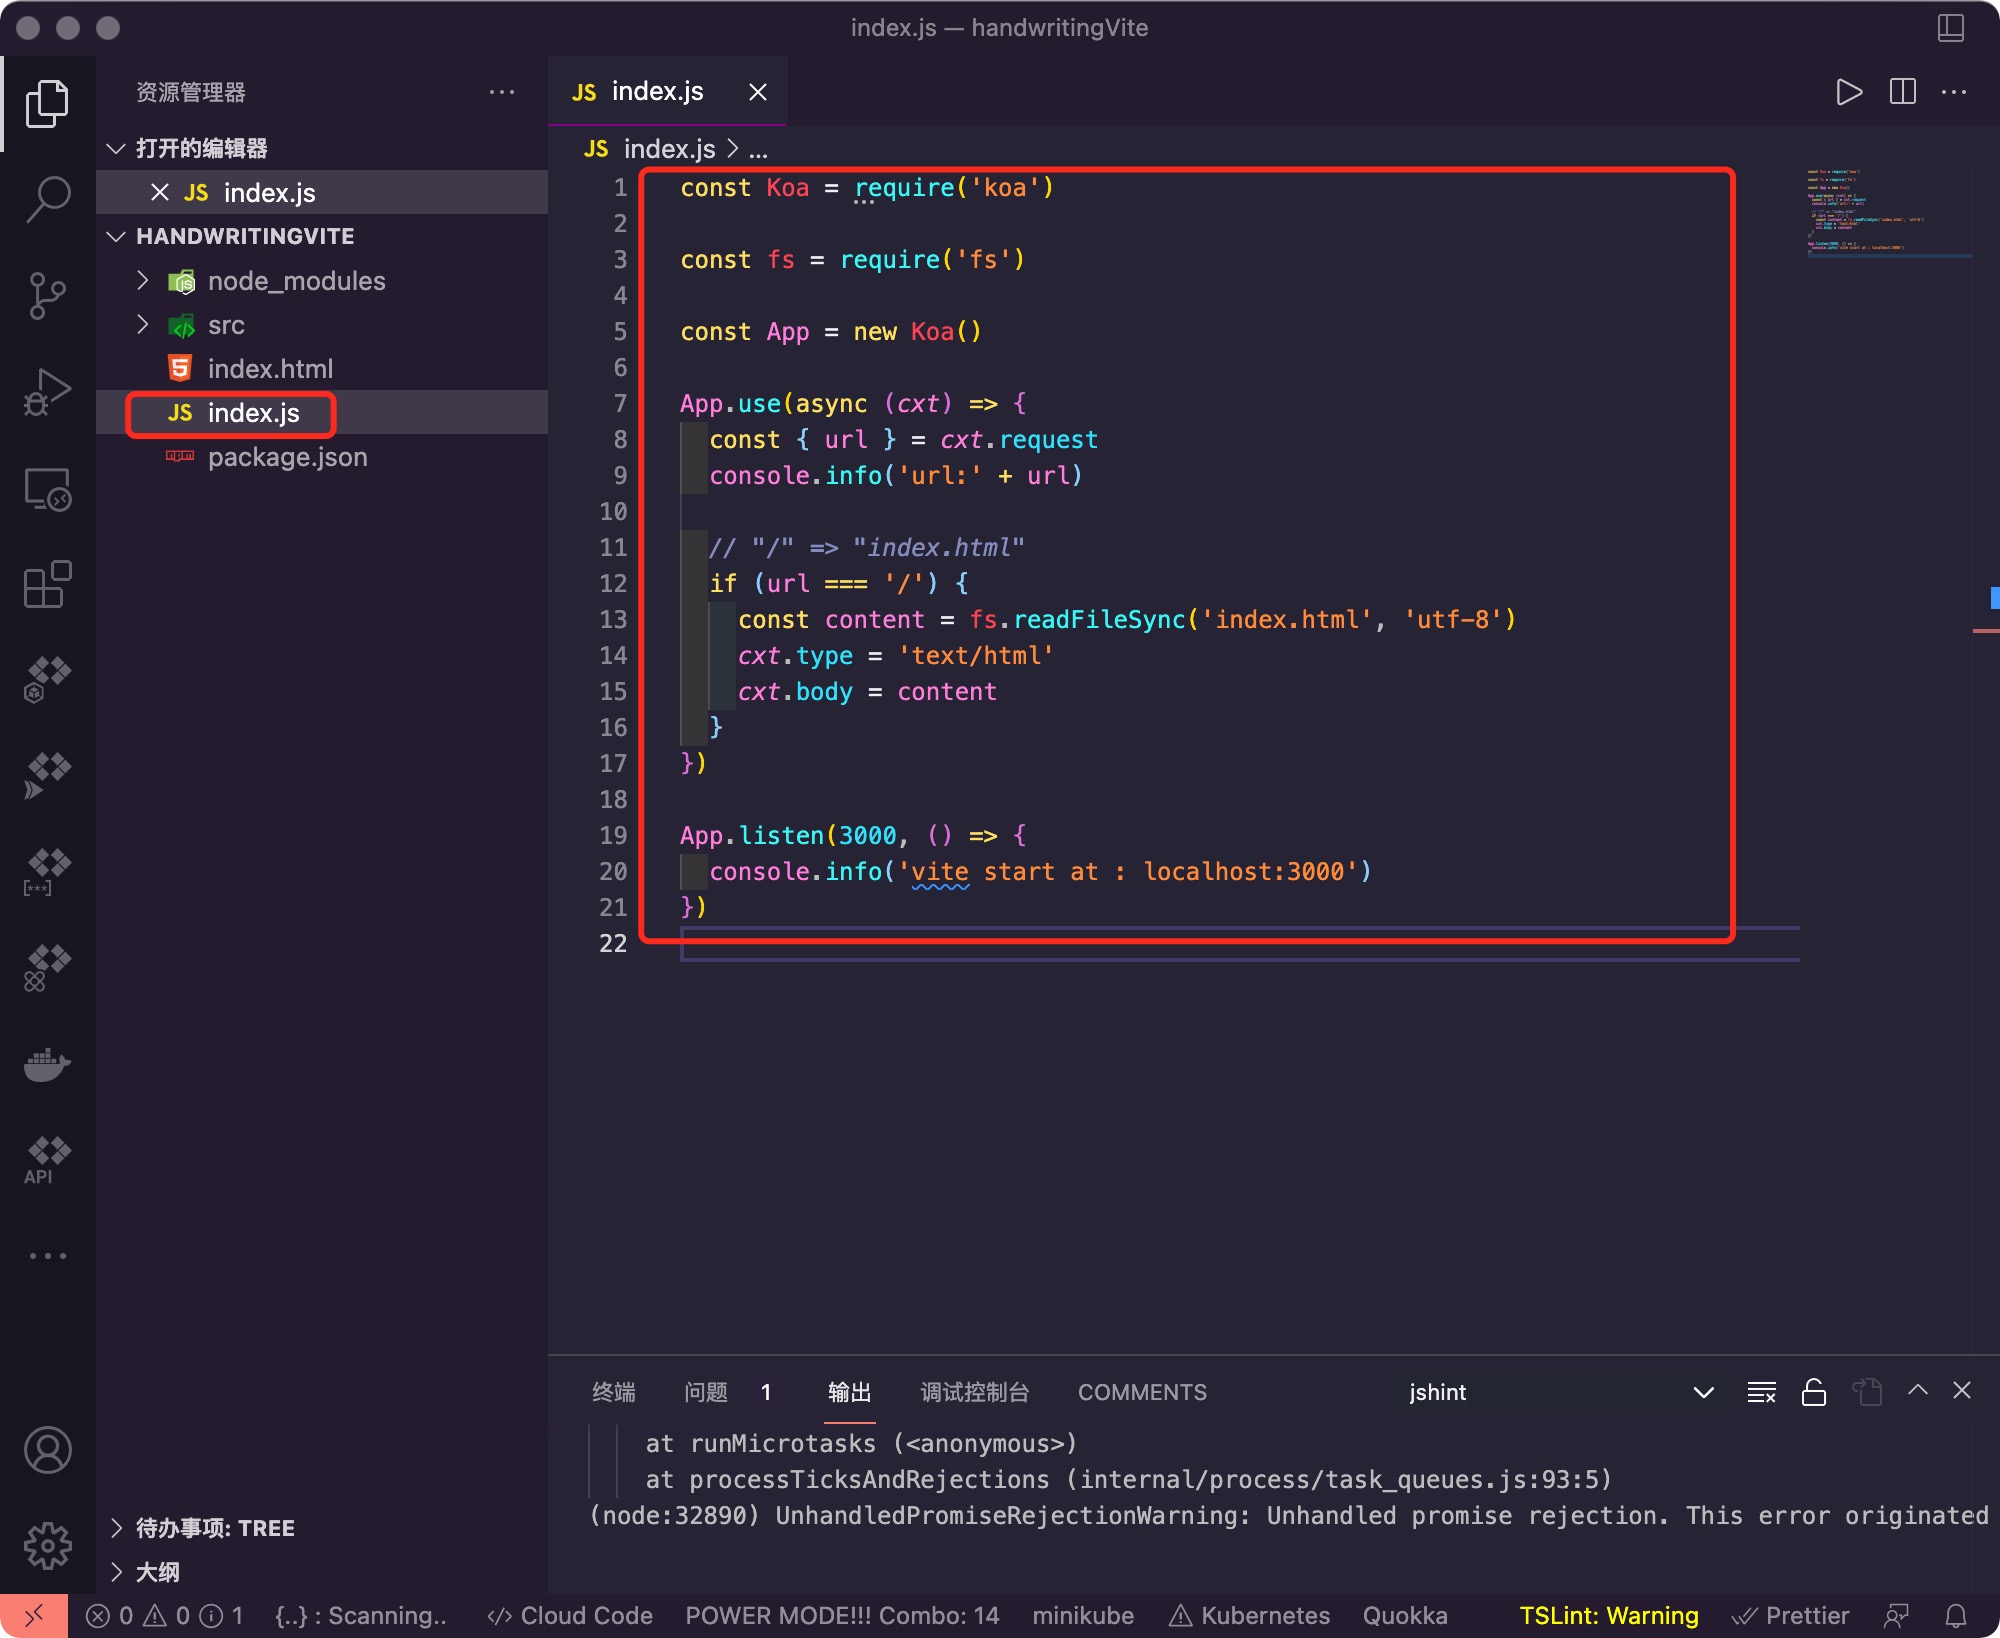 index.js — handwritingVite
资源管理器
打开的编辑器
JS index.js
HANDWRITINGVITE
node_modules
src
index.html
JS index.js
package.json
API
待办事项: TREE
大纲
JS index.js
JS index.js > ...
1 const Koa = require('koa')
2
3 const fs = require('fs')
4
5 const App = new Koa()
6
7 App.use(async (cxt) => {
8 const { url } = cxt.request
9 console.info('url:' + url)
10
11 // "/" => "index.html"
12 if (url === '/') {
13 const content = fs.readFileSync('index.html', 'utf-8')
14 cxt.type = 'text/html'
15 cxt.body = content
16 }
17 })
18
19 App.listen(3000, () => {
20 console.info('vite start at : localhost:3000')
21 })
22
终端 问题 1 输出 调试控制台 COMMENTS jshint
at runMicrotasks (<anonymous>)
at processTicksAndRejections (internal/process/task_queues.js:93:5)
(node:32890) UnhandledPromiseRejectionWarning: Unhandled promise rejection. This error originated
0 0 1 {..} : Scanning.. </> Cloud Code POWER MODE!!! Combo: 14 minikube Kubernetes Quokka TSLint: Warning Prettier